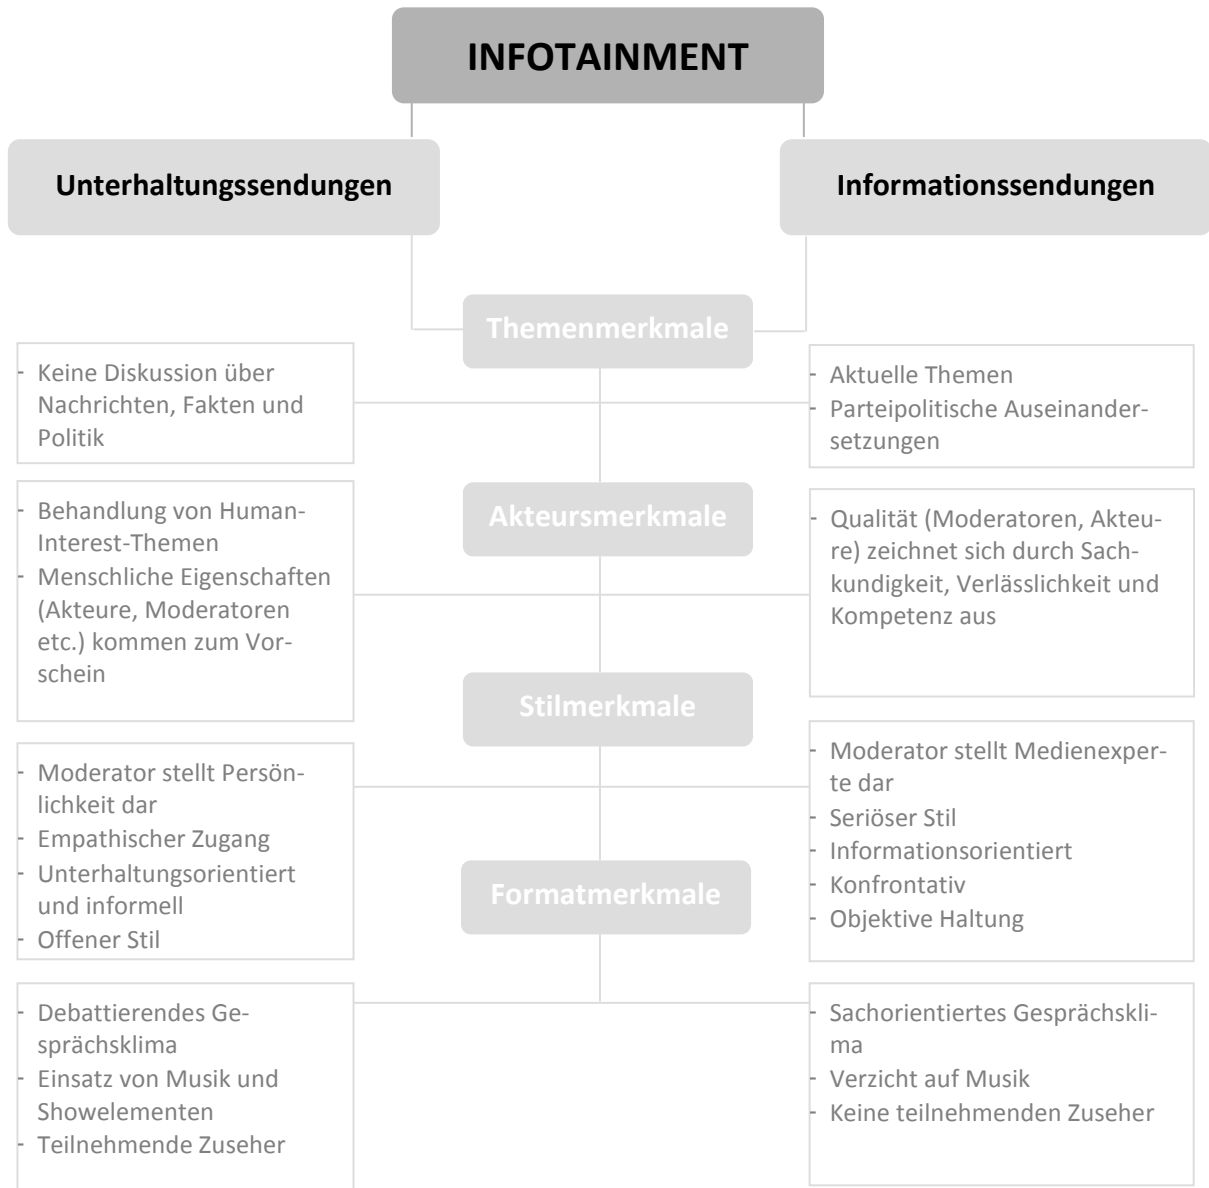 INFOTAINMENT
Unterhaltungssendungen
Informationssendungen
Themenmerkmale
- Keine Diskussion über
Nachrichten, Fakten und
Politik
- Aktuelle Themen
- Parteipolitische Auseinander-
setzungen
Akteursmerkmale
- Behandlung von Human-
Interest-Themen
- Menschliche Eigenschaften
(Akteure, Moderatoren
etc.) kommen zum Vor-
schein
- Qualität (Moderatoren, Akteu-
re) zeichnet sich durch Sach-
kundigkeit, Verlässlichkeit und
Kompetenz aus
Stilmerkmale
- Moderator stellt Persön-
lichkeit dar
- Empathischer Zugang
- Unterhaltungsorientiert
und informell
- Offener Stil
- Moderator stellt Medienexper-
te dar
- Seriöser Stil
- Informationsorientiert
- Konfrontativ
- Objektive Haltung
Formatmerkmale
- Debattierendes Ge-
sprächsklima
- Einsatz von Musik und
Showelementen
- Teilnehmende Zuseher
- Sachorientiertes Gesprächskli-
ma
- Verzicht auf Musik
- Keine teilnehmenden Zuseher